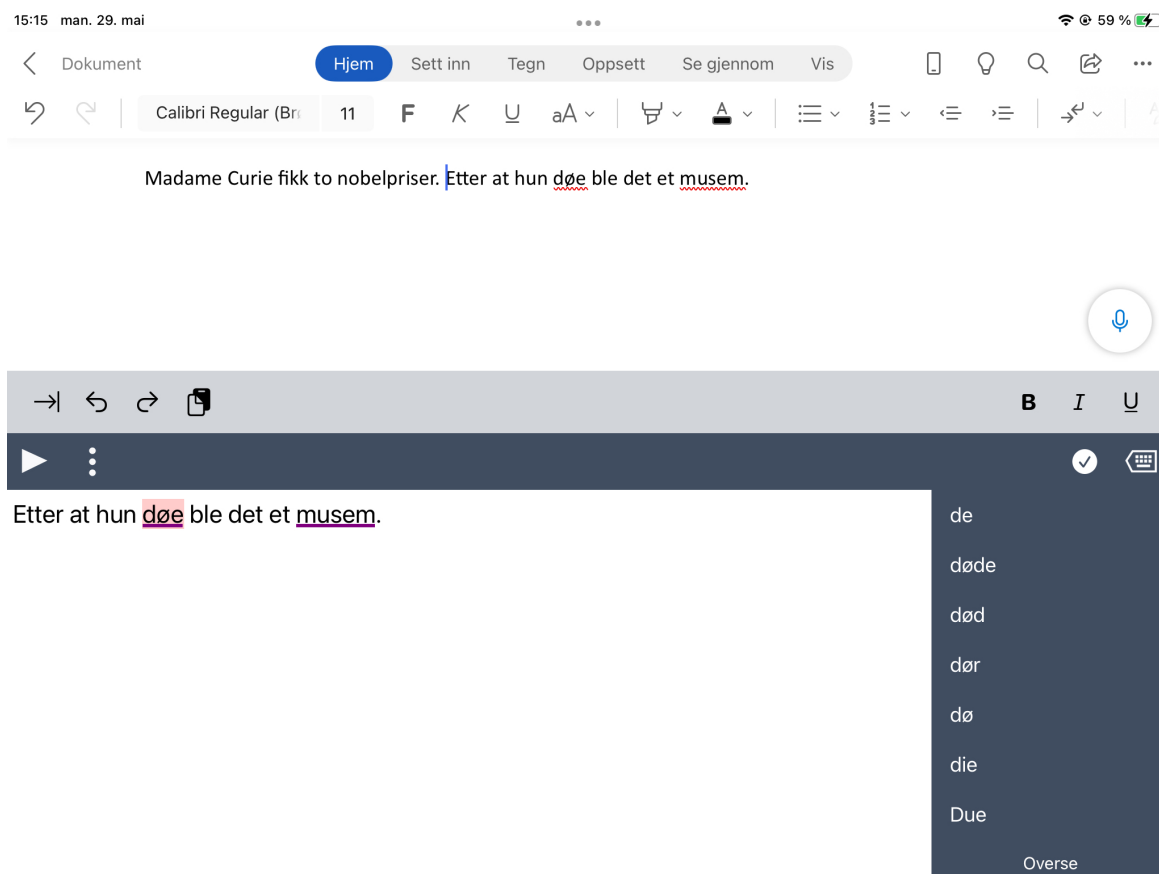 15:15 man. 29. mai
59 %
Dokument Hjem Sett inn Tegn Oppsett Se gjennom Vis
Calibri Regular (Br 11 F K U aA A
Madame Curie fikk to nobelpriser. Etter at hun døe ble det et musem.
B I U
Etter at hun døe ble det et musem.
de
døde
død
dør
dø
die
Due
Overse